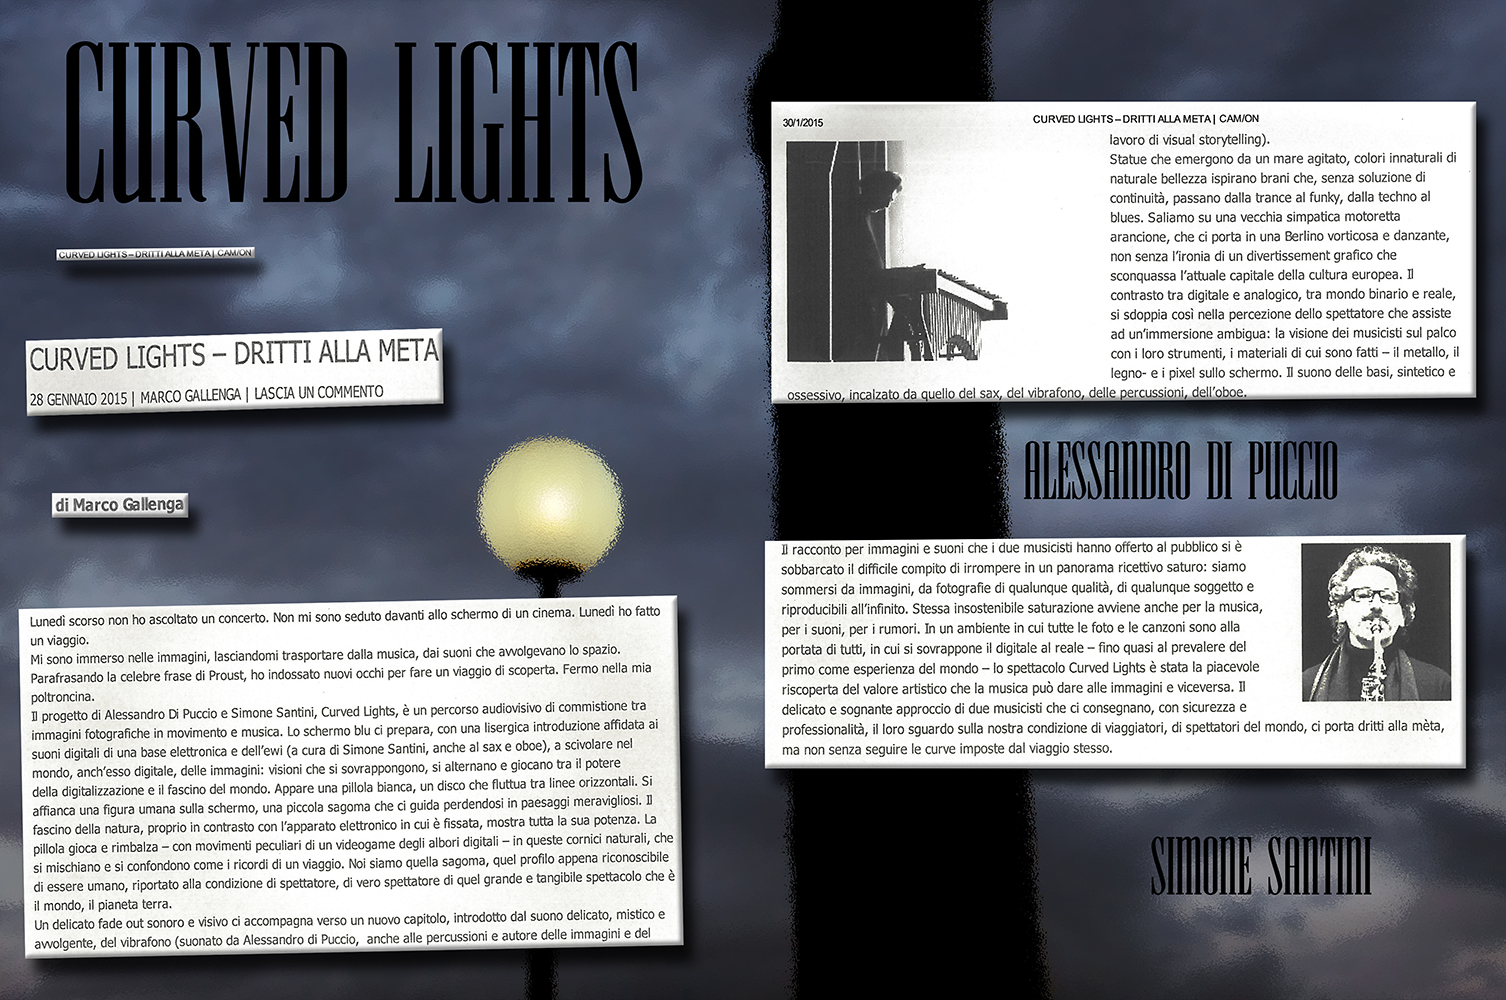 CURVED LIGHTS
CURVED LIGHTS – DRITTI ALLA META | CAM/ON
CURVED LIGHTS – DRITTI ALLA META
28 GENNAIO 2015 | MARCO GALLENGA | LASCIA UN COMMENTO
di Marco Gallenga
Lunedì scorso non ho ascoltato un concerto. Non mi sono seduto davanti allo schermo di un cinema. Lunedì ho fatto
un viaggio.
Mi sono immerso nelle immagini, lasciandomi trasportare dalla musica, dai suoni che avvolgevano lo spazio.
Parafrasando la celebre frase di Proust, ho indossato nuovi occhi per fare un viaggio di scoperta. Fermo nella mia
poltroncina.
Il progetto di Alessandro Di Puccio e Simone Santini, Curved Lights, è un percorso audiovisivo di commistione tra
immagini fotografiche in movimento e musica. Lo schermo blu ci prepara, con una lisergica introduzione affidata ai
suoni digitali di una base elettronica e dell'ewi (a cura di Simone Santini, anche al sax e oboe), a scivolare nel
mondo, anch'esso digitale, delle immagini: visioni che si sovrappongono, si alternano e giocano tra il potere
della digitalizzazione e il fascino del mondo. Appare una pillola bianca, un disco che fluttua tra linee orizzontali. Si
affianca una figura umana sullo schermo, una piccola sagoma che ci guida perdendosi in paesaggi meravigliosi. Il
fascino della natura, proprio in contrasto con l'apparato elettronico in cui è fissata, mostra tutta la sua potenza. La
pillola gioca e rimbalza – con movimenti peculiari di un videogame degli albori digitali – in queste cornici naturali, che
si mischiano e si confondono come i ricordi di un viaggio. Noi siamo quella sagoma, quel profilo appena riconoscibile
di essere umano, riportato alla condizione di spettatore, di vero spettatore di quel grande e tangibile spettacolo che è
il mondo, il pianeta terra.
Un delicato fade out sonoro e visivo ci accompagna verso un nuovo capitolo, introdotto dal suono delicato, mistico e
avvolgente, del vibrafono (suonato da Alessandro di Puccio, anche alle percussioni e autore delle immagini e del
30/1/2015
CURVED LIGHTS – DRITTI ALLA META | CAM/ON
lavoro di visual storytelling).
Statue che emergono da un mare agitato, colori innaturali di
naturale bellezza ispirano brani che, senza soluzione di
continuità, passano dalla trance al funky, dalla techno al
blues. Saliamo su una vecchia simpatica motoretta
arancione, che ci porta in una Berlino vorticosa e danzante,
non senza l'ironia di un divertissement grafico che
sconquassa l'attuale capitale della cultura europea. Il
contrasto tra digitale e analogico, tra mondo binario e reale,
si sdoppia così nella percezione dello spettatore che assiste
ad un'immersione ambigua: la visione dei musicisti sul palco
con i loro strumenti, i materiali di cui sono fatti – il metallo, il
legno- e i pixel sullo schermo. Il suono delle basi, sintetico e
ossessivo, incalzato da quello del sax, del vibrafono, delle percussioni, dell'oboe.
ALESSANDRO DI PUCCIO
Il racconto per immagini e suoni che i due musicisti hanno offerto al pubblico si è
sobbarcato il difficile compito di irrompere in un panorama ricettivo saturo: siamo
sommersi da immagini, da fotografie di qualunque qualità, di qualunque soggetto e
riproducibili all'infinito. Stessa insostenibile saturazione avviene anche per la musica,
per i suoni, per i rumori. In un ambiente in cui tutte le foto e le canzoni sono alla
portata di tutti, in cui si sovrappone il digitale al reale – fino quasi al prevalere del
primo come esperienza del mondo – lo spettacolo Curved Lights è stata la piacevole
riscoperta del valore artistico che la musica può dare alle immagini e viceversa. Il
delicato e sognante approccio di due musicisti che ci consegnano, con sicurezza e
professionalità, il loro sguardo sulla nostra condizione di viaggiatori, di spettatori del mondo, ci porta dritti alla mèta,
ma non senza seguire le curve imposte dal viaggio stesso.
SIMONE SANTINI